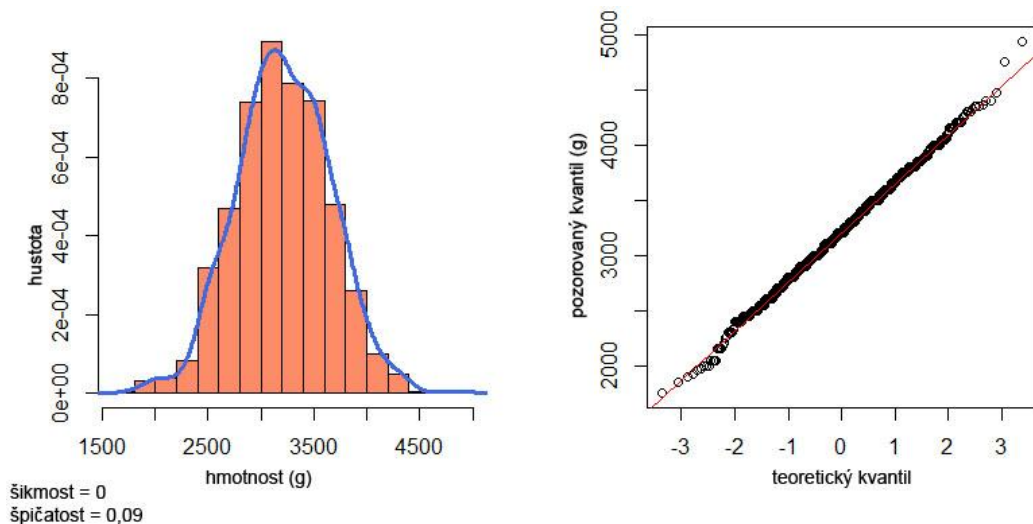 8e-04
6e-04
hustota
4e-04
2e-04
0e+00
1500 2500 3500 4500
hmotnost (g)
šikmost = 0
špičatost = 0,09
5000
4000
pozorovaný kvantil (g)
3000
2000
-3 -2 -1 0 1 2 3
teoretický kvantil